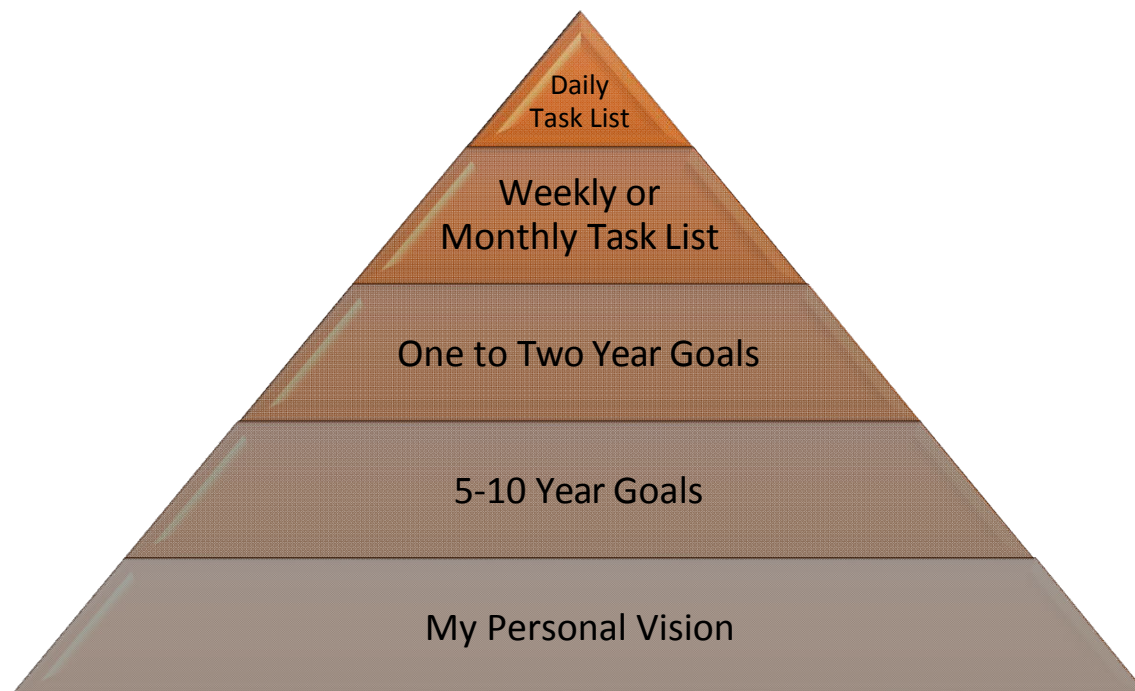 Daily
Task List
Weekly or
Monthly Task List
One to Two Year Goals
5-10 Year Goals
My Personal Vision